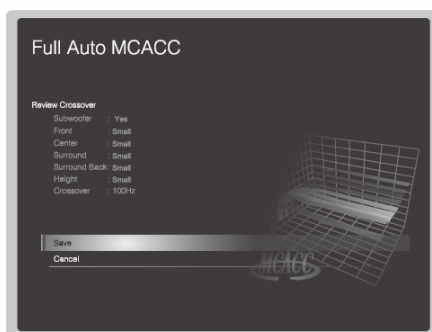 Full Auto MCACC
Review Crossover
Subwoofer : Yes
Front : Small
Center : Small
Surround : Small
Surround Back : Small
Height : Small
Crossover : 100Hz
Save
Cancel
MCACC